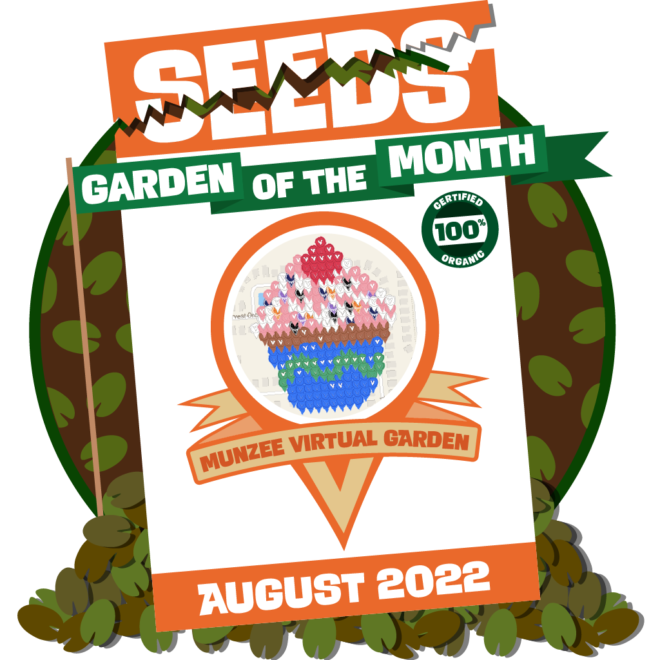 SEEDS
GARDEN OF THE MONTH
CERTIFIED
100%
ORGANIC
MUNZEE VIRTUAL GARDEN
AUGUST 2022